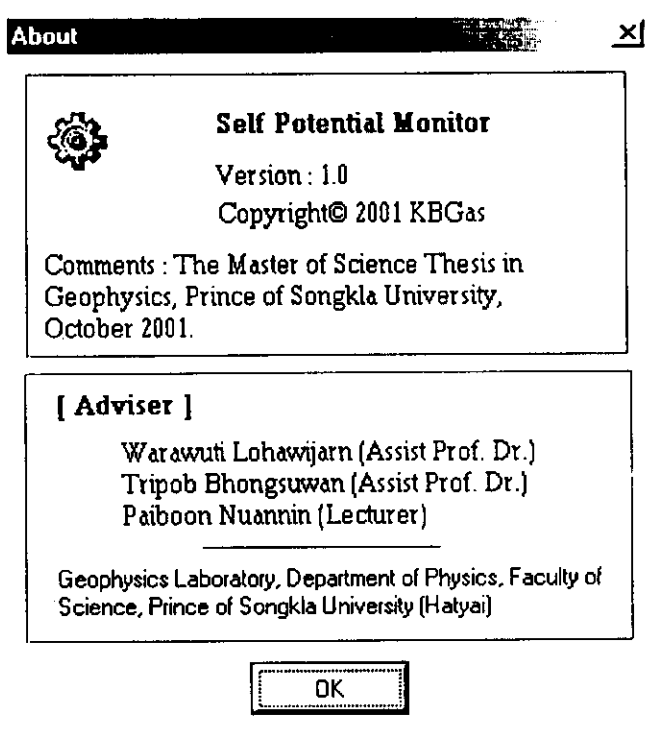 About
Self Potential Monitor
Version : 1.0
Copyright© 2001 KBGas
Comments : The Master of Science Thesis in
Geophysics, Prince of Songkla University,
October 2001.
[ Adviser ]
Warawuti Lohawijarn (Assist Prof. Dr.)
Tripob Bhongsuwan (Assist Prof. Dr.)
Paiboon Nuannin (Lecturer)
Geophysics Laboratory, Department of Physics, Faculty of
Science, Prince of Songkla University (Hatyai)
OK